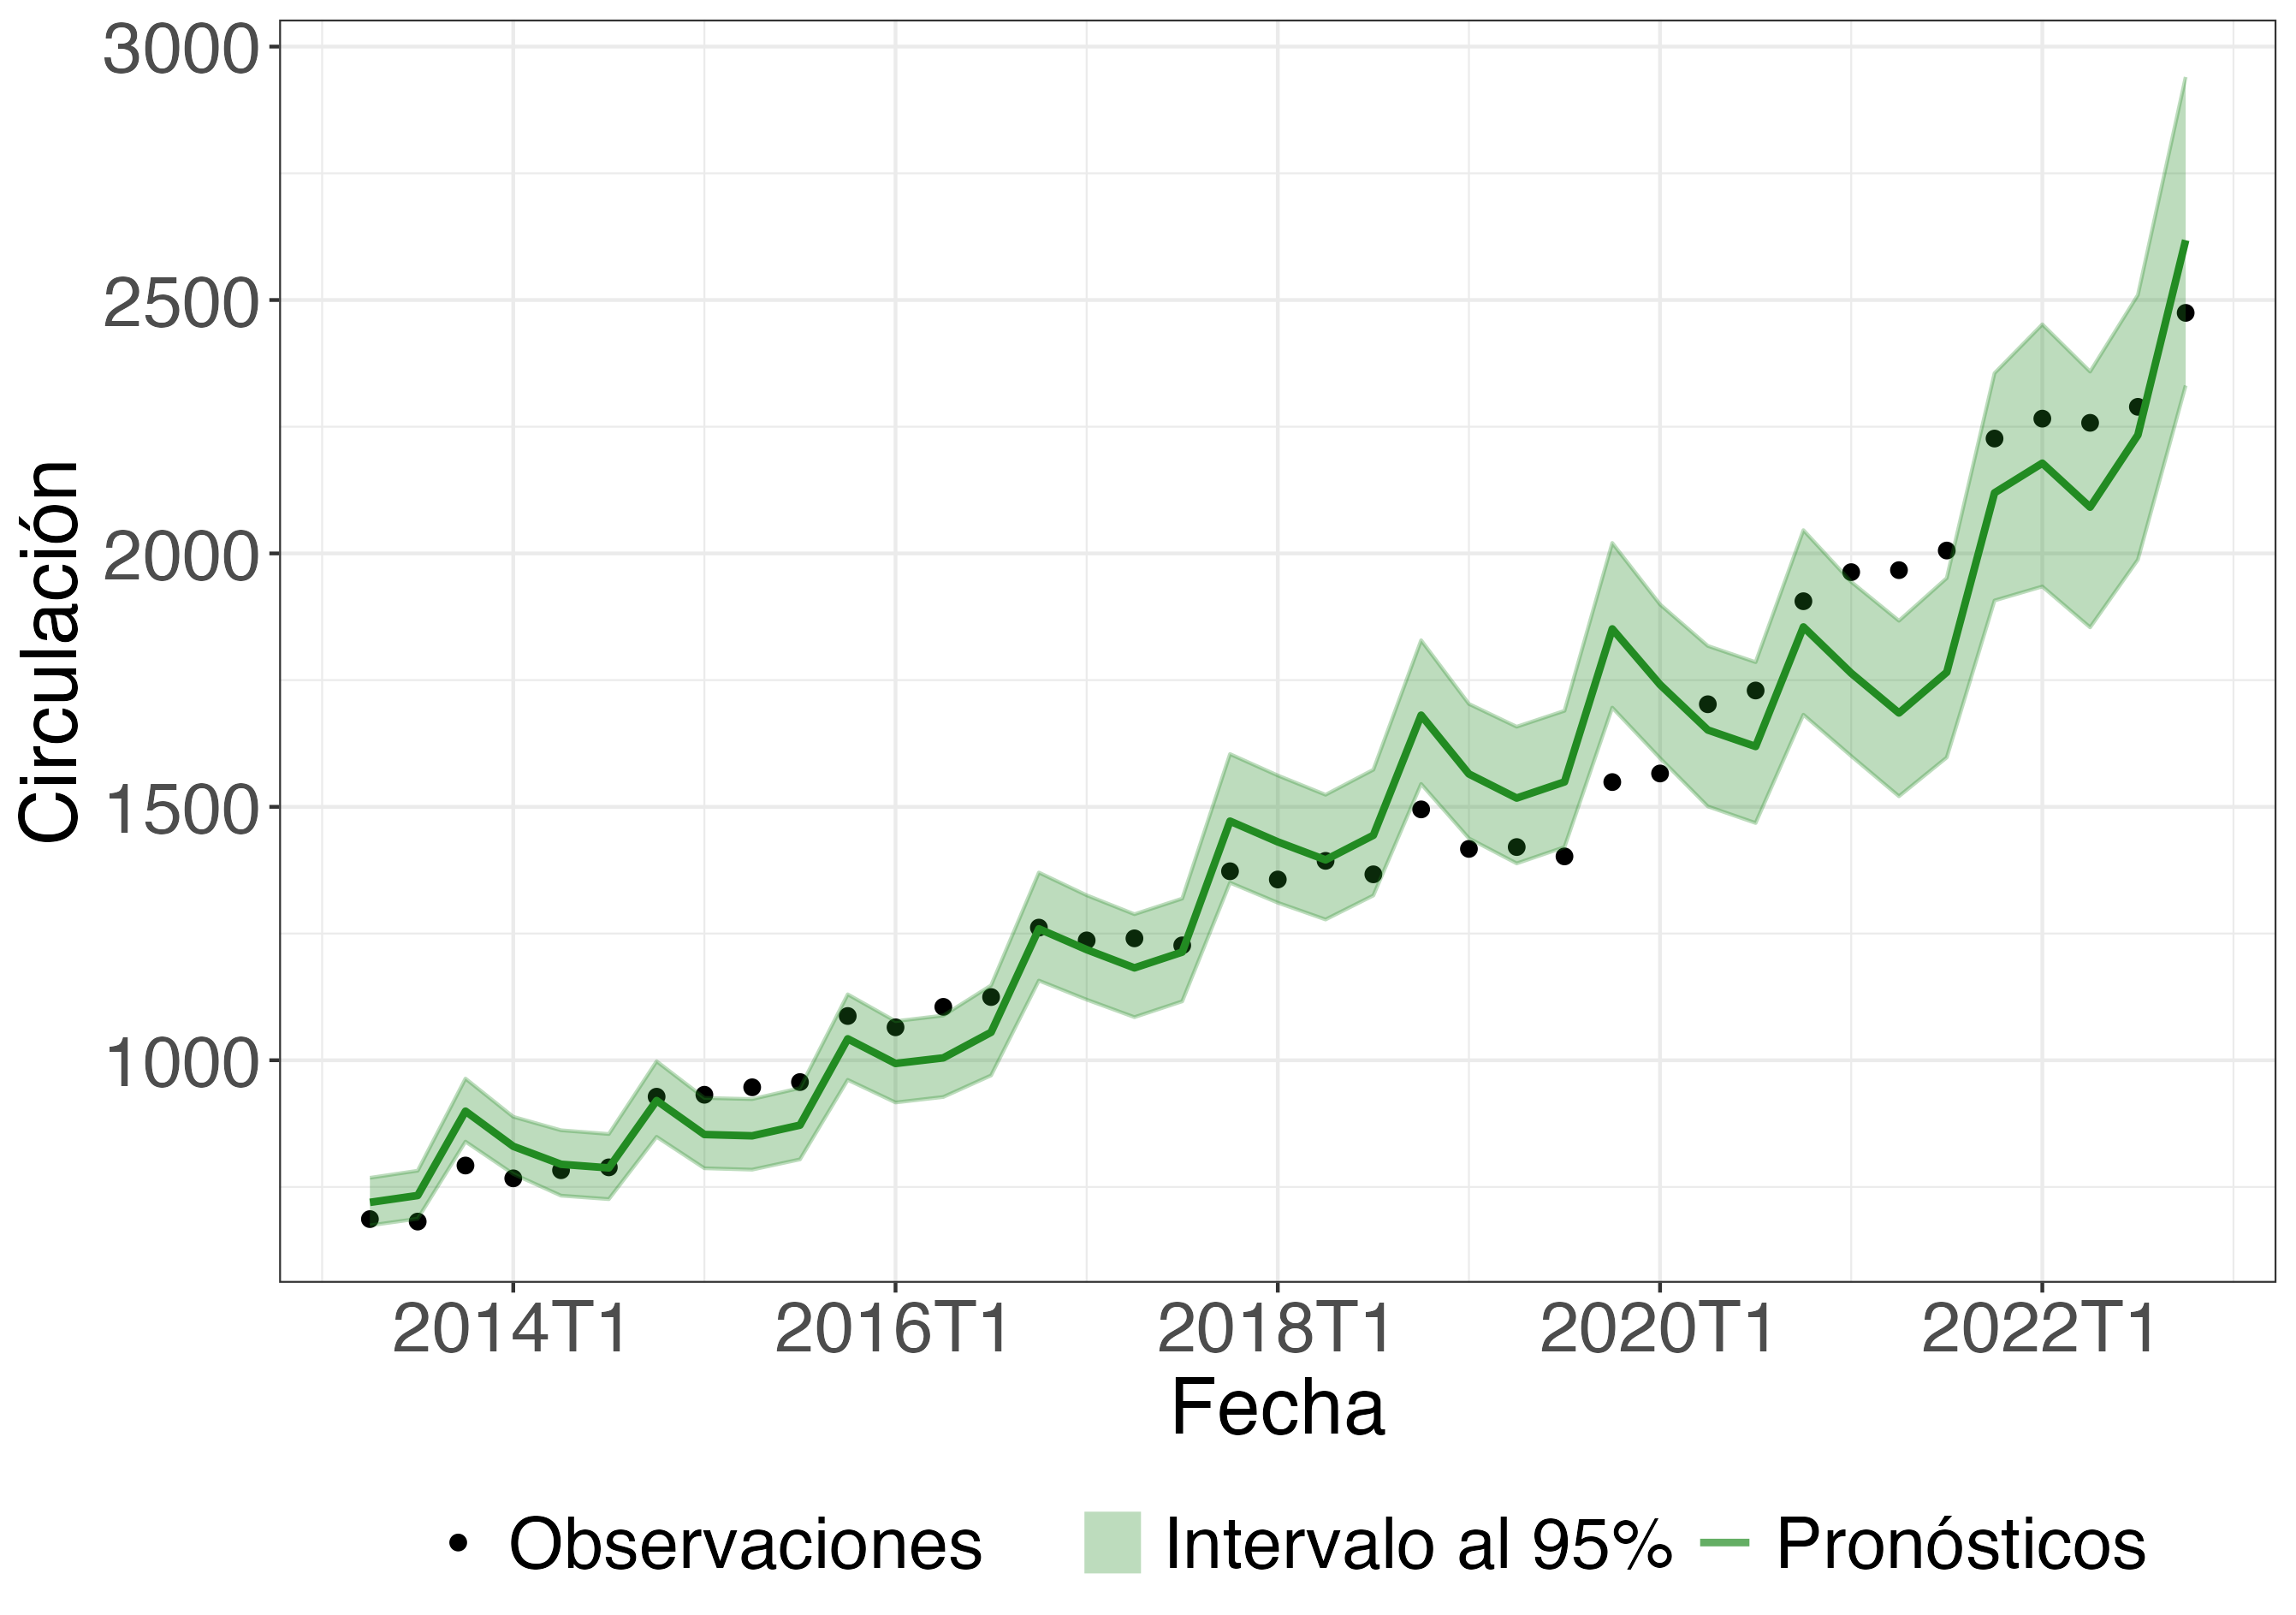 3000
2500
2000
1500
1000
Circulación
2014T1 2016T1 2018T1 2020T1 2022T1
Fecha
Observaciones Intervalo al 95% Pronósticos